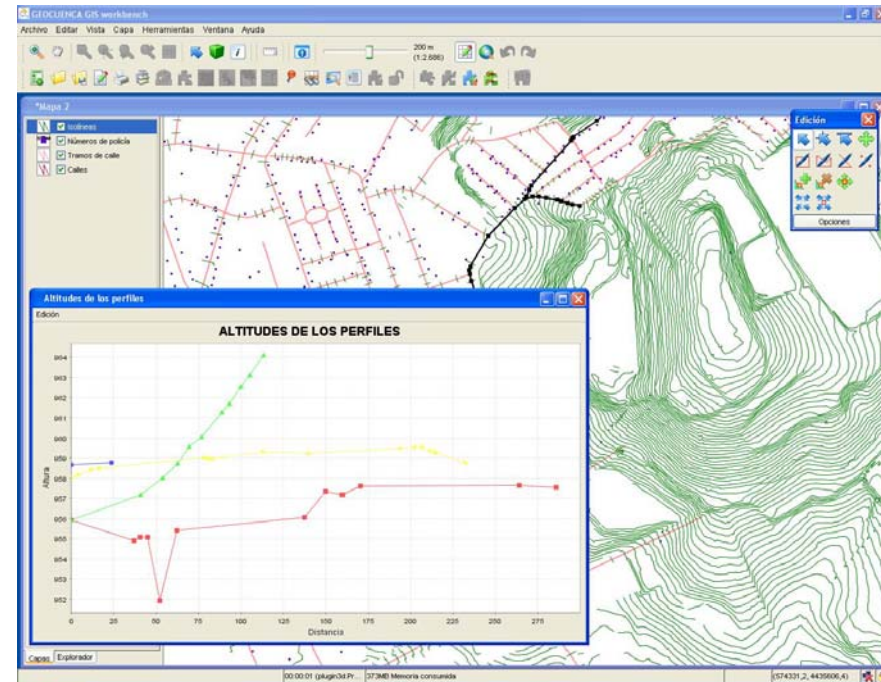 GEOCUENCA GIS workbench
Archivo Editar Vista Capa Herramientas Ventana Ayuda
200 m
(1:2.686)
*Mapa 2
isolineas
Números de policía
Tramos de calle
Calles
Edición
Opciones
Altitudes de los perfiles
Edición
ALTITUDES DE LOS PERFILES
Altura
964
963
962
961
960
959
958
957
956
955
954
953
952
0 25 50 75 100 125 150 175 200 225 250 275
Distancia
Capas Explorador
00:00:01 (plugin3d.Pr... 373MB Memoria consumida (574331,2, 4435606,4)